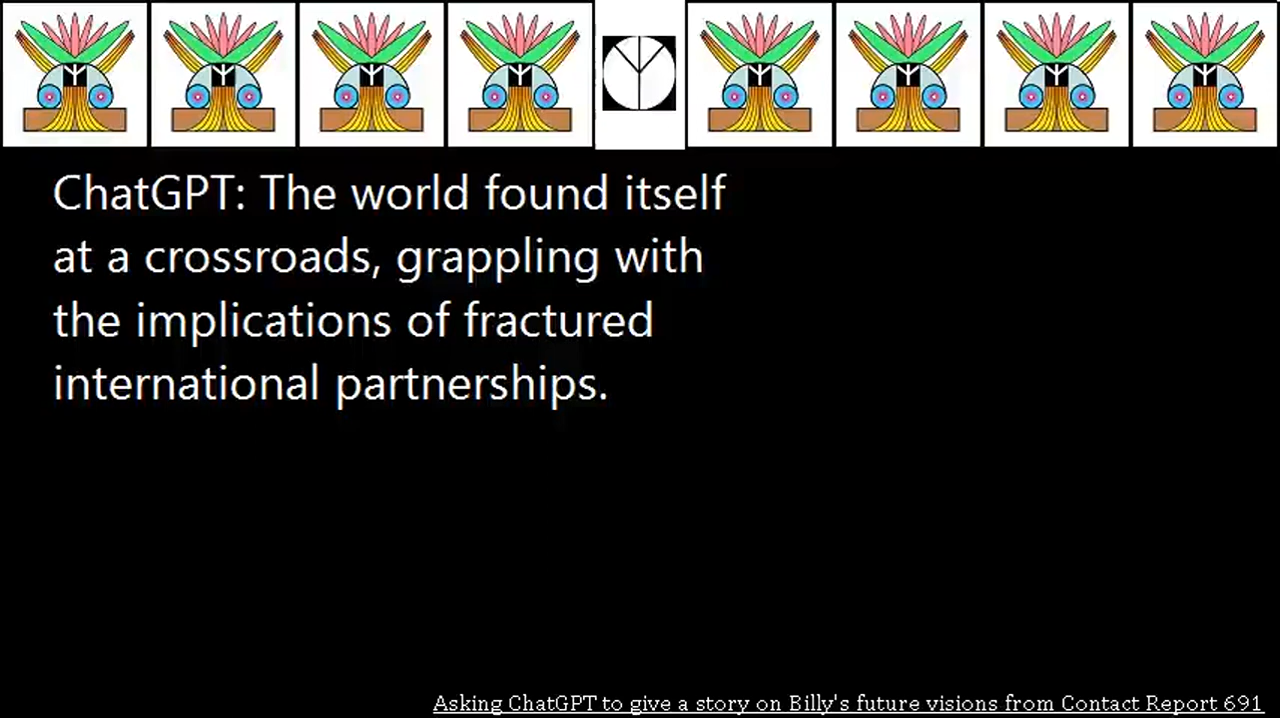 ChatGPT: The world found itself
at a crossroads, grappling with
the implications of fractured
international partnerships.
Asking ChatGPT to give a story on Billy's future visions from Contact Report 691